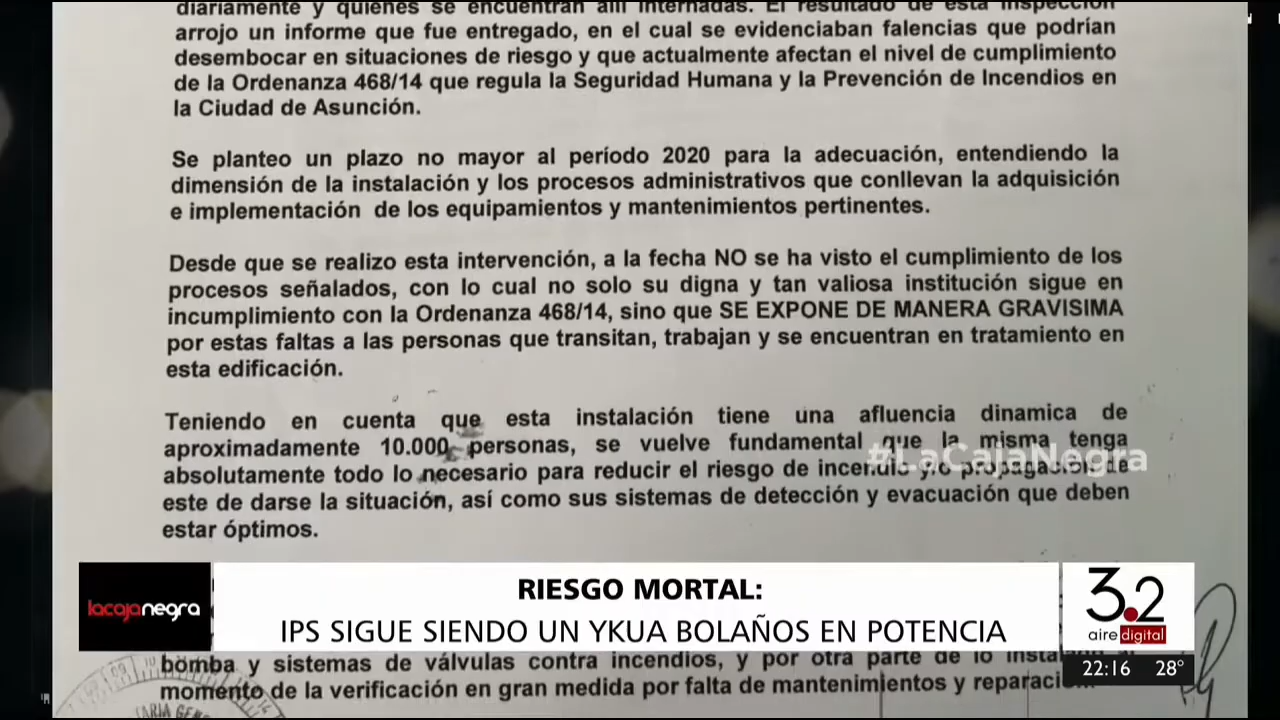 diariamente y quienes se encuentran allí internadas. El resultado de esta inspección
arrojo un informe que fue entregado, en el cual se evidenciaban falencias que podrían
desembocar en situaciones de riesgo y que actualmente afectan el nivel de cumplimiento
de la Ordenanza 468/14 que regula la Seguridad Humana y la Prevención de Incendios en
la Ciudad de Asunción.
Se planteo un plazo no mayor al período 2020 para la adecuación, entendiendo la
dimensión de la instalación y los procesos administrativos que conllevan la adquisición
e implementación de los equipamientos y mantenimientos pertinentes.
Desde que se realizo esta intervención, a la fecha NO se ha visto el cumplimiento de los
procesos señalados, con lo cual no solo su digna y tan valiosa institución sigue en
incumplimiento con la Ordenanza 468/14, sino que SE EXPONE DE MANERA GRAVISIMA
por estas faltas a las personas que transitan, trabajan y se encuentran en tratamiento en
esta edificación.
Teniendo en cuenta que esta instalación tiene una afluencia dinamica de
aproximadamente 10.000 personas, se vuelve fundamental que la misma tenga
#LaCajaNegra
absolutamente todo lo necesario para reducir el riesgo de incendio y/o propagación de
este de darse la situación, así como sus sistemas de detección y evacuación que deben
estar óptimos.
lacajanegra
RIESGO MORTAL:
IPS SIGUE SIENDO UN YKUA BOLAÑOS EN POTENCIA
3.2
aire digital
22:16 28°
bomba y sistemas de válvulas contra incendios, y por otra parte de lo
momento de la verificación en gran medida por falta de mantenimientos y